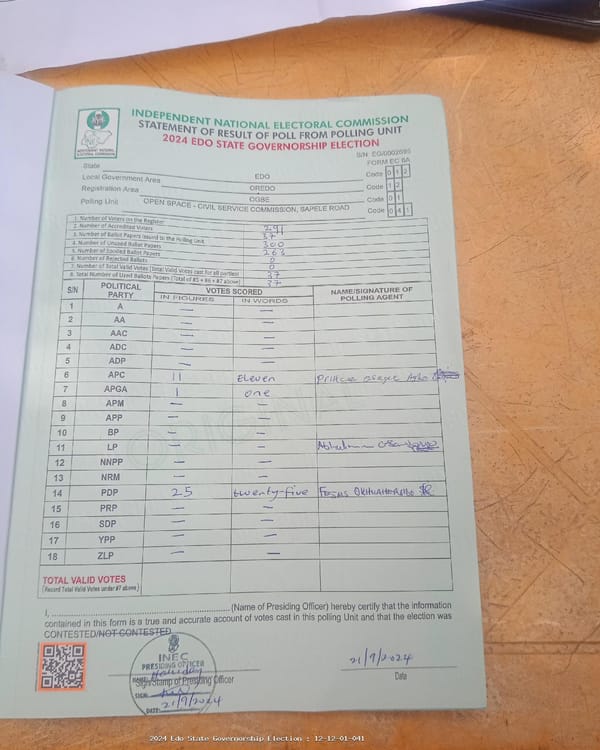 INDEPENDENT NATIONAL ELECTORAL COMMISSION
STATEMENT OF RESULT OF POLL FROM POLLING UNIT
2024 EDO STATE GOVERNORSHIP ELECTION
FORM EC 8A
State EDO Code 0 1 2
Local Government Area OREDO Code 1 2
Registration Area OGBE Code 0 1
Polling Unit OPEN SPACE - CIVIL SERVICE COMMISSION, SAPELE ROAD Code 0 4 1
1. Number of Voters on the Register 291
2. Number of Accredited Voters 37
3. Number of Ballot Papers Issued to the Polling Unit 300
4. Number of Unused Ballot Papers 263
5. Number of Spoiled Ballot Papers 0
6. Number of Rejected Ballots 0
7. Number of Total Valid Votes (Total Valid Votes cast for all parties) 37
8. Total Number of Used Ballots Papers (Total of #5 + #6 + #7 above) 37
S/N POLITICAL PARTY VOTES SCORED NAME/SIGNATURE OF POLLING AGENT
IN FIGURES IN WORDS
1 A — —
2 AA — —
3 AAC — —
4 ADC — —
5 ADP — —
6 APC 11 Eleven
7 APGA 1 one
8 APM — —
9 APP — —
10 BP — —
11 LP — —
12 NNPP — —
13 NRM — —
14 PDP 25 twenty-five
15 PRP — —
16 SDP — —
17 YPP — —
18 ZLP — —
TOTAL VALID VOTES
(Record Total Valid Votes under #7 above)
I, (Name of Presiding Officer) hereby certify that the information
contained in this form is a true and accurate account of votes cast in this polling Unit and that the election was
CONTESTED/NOT CONTESTED
INEC
PRESIDING OFFICER
NAME:
Sign/Stamp of Presiding Officer
SIGN:
DATE: 21/9/2024
21/9/2024
Date
2024 Edo State Governorship Election : 12-12-01-041